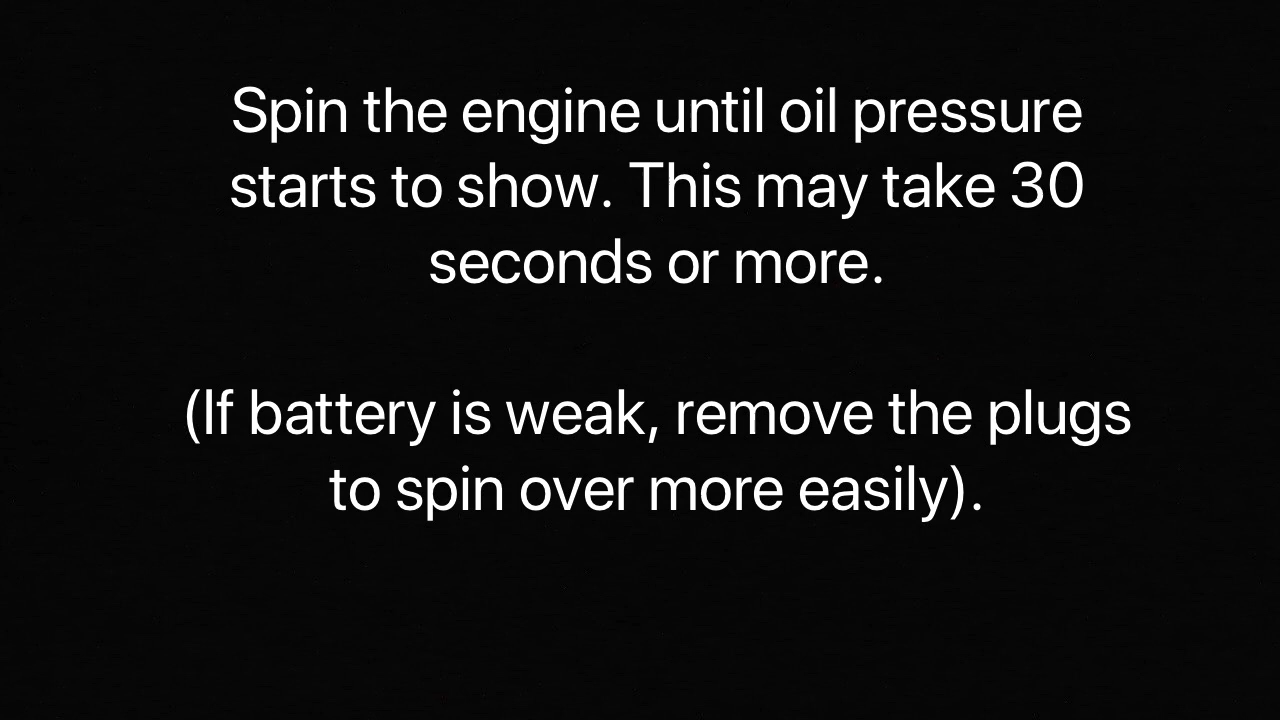 Spin the engine until oil pressure
starts to show. This may take 30
seconds or more.
(If battery is weak, remove the plugs
to spin over more easily).